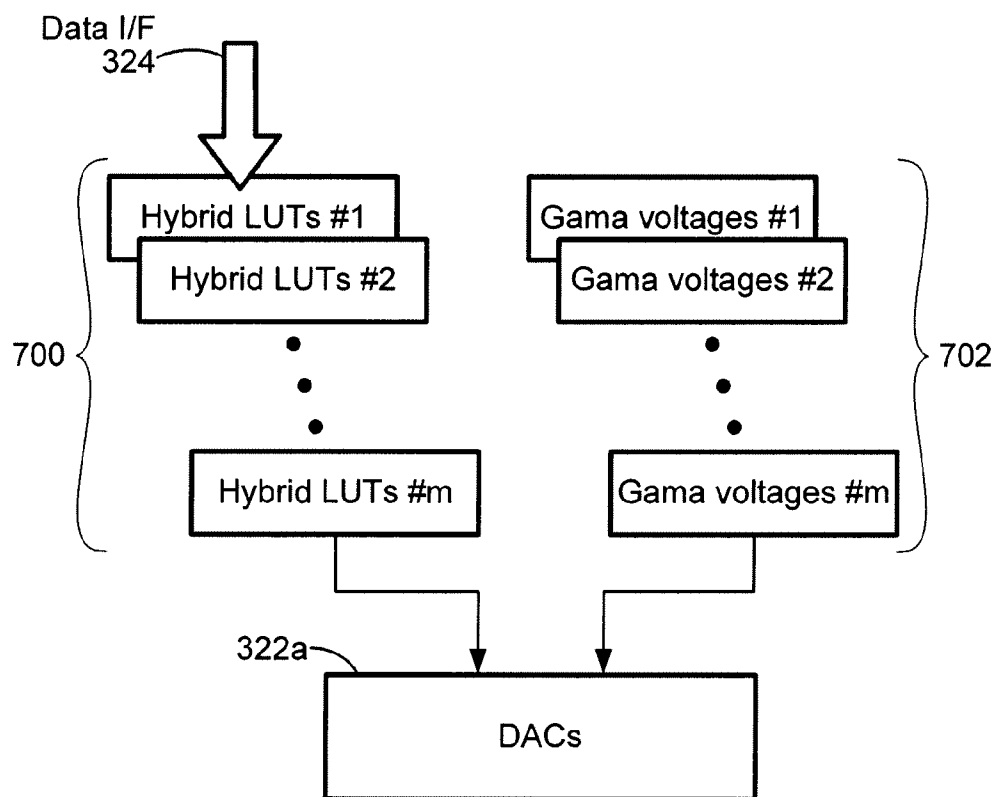 Data I/F
324
Hybrid LUTs #1
Hybrid LUTs #2
Hybrid LUTs #m
Gama voltages #1
Gama voltages #2
Gama voltages #m
700
702
322a
DACs